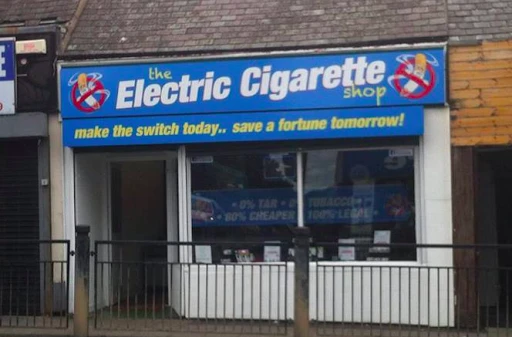 the
Electric Cigarette
shop
make the switch today.. save a fortune tomorrow!
• 0% TAR • 0% TOBACCO •
• 80% CHEAPER • 100% LEGAL •